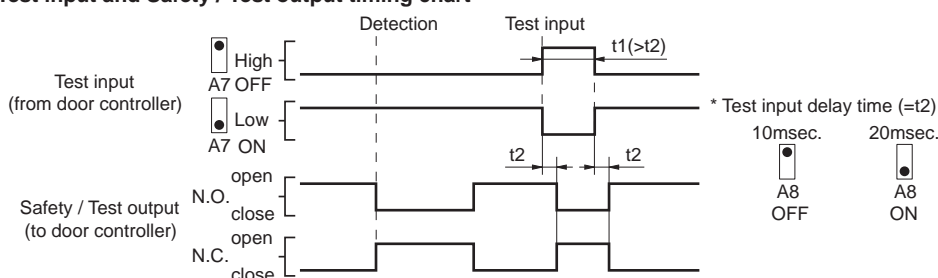 Test input and Safety / Test output timing chart
Detection Test input
High
A7 OFF
t1(>t2)
Test input
(from door controller)
Low
A7 ON
* Test input delay time (=t2)
10msec. 20msec.
A8 A8
OFF ON
t2 t2
Safety / Test output
(to door controller)
N.O.
open
close
N.C.
open
close